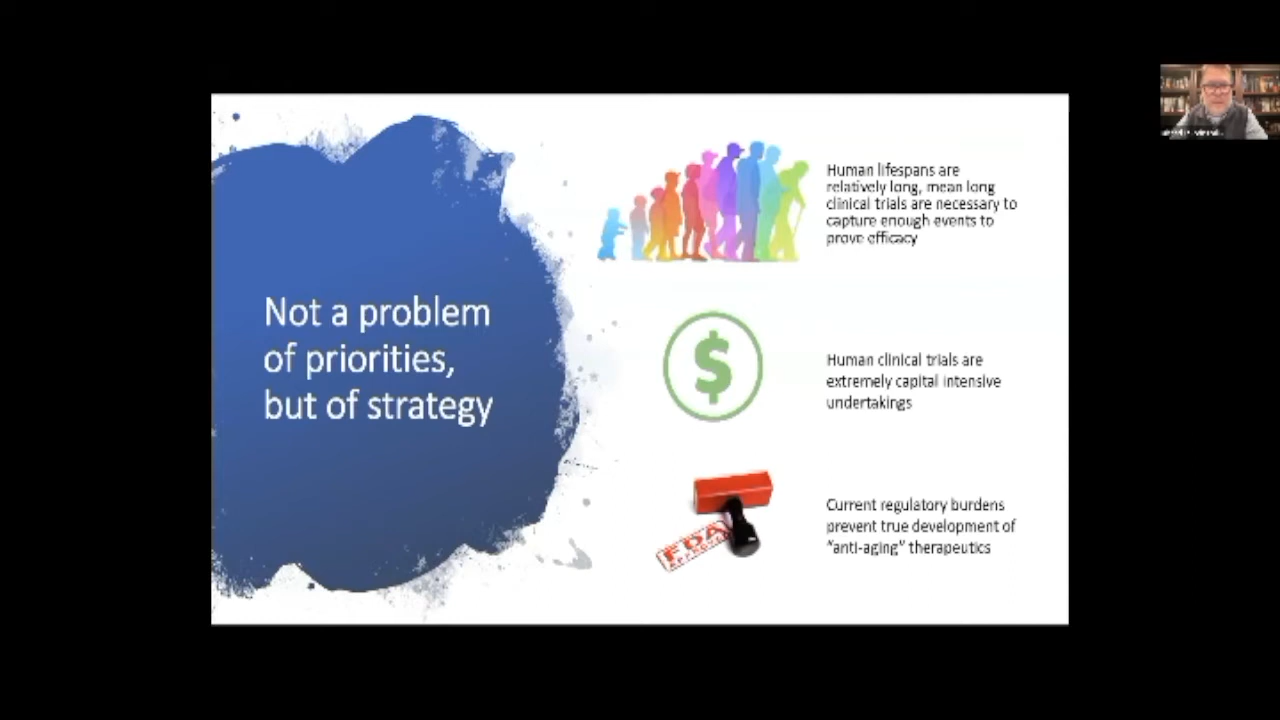 Not a problem
of priorities,
but of strategy
Human lifespans are
relatively long, mean long
clinical trials are necessary to
capture enough events to
prove efficacy
$
Human clinical trials are
extremely capital intensive
undertakings
FDA
APPROVED
Current regulatory burdens
prevent true development of
"anti-aging" therapeutics